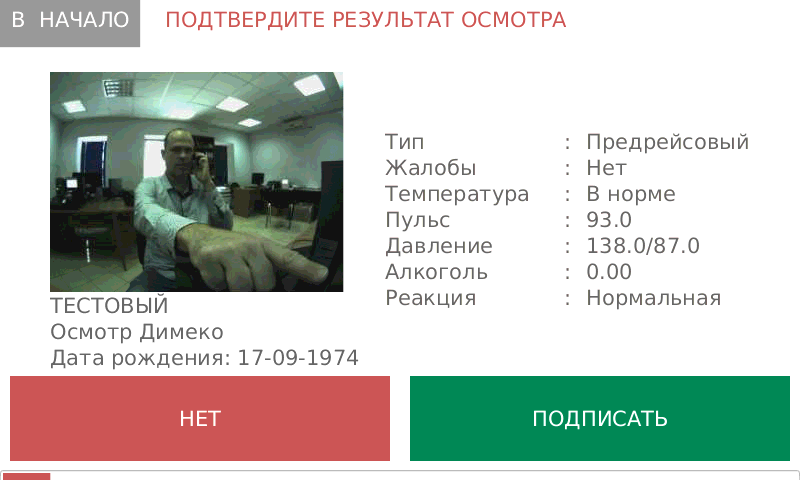 В НАЧАЛО
ПОДТВЕРДИТЕ РЕЗУЛЬТАТ ОСМОТРА
Тип : Предрейсовый
Жалобы : Нет
Температура : В норме
Пульс : 93.0
Давление : 138.0/87.0
Алкоголь : 0.00
Реакция : Нормальная
ТЕСТОВЫЙ
Осмотр Димеко
Дата рождения: 17-09-1974
НЕТ
ПОДПИСАТЬ